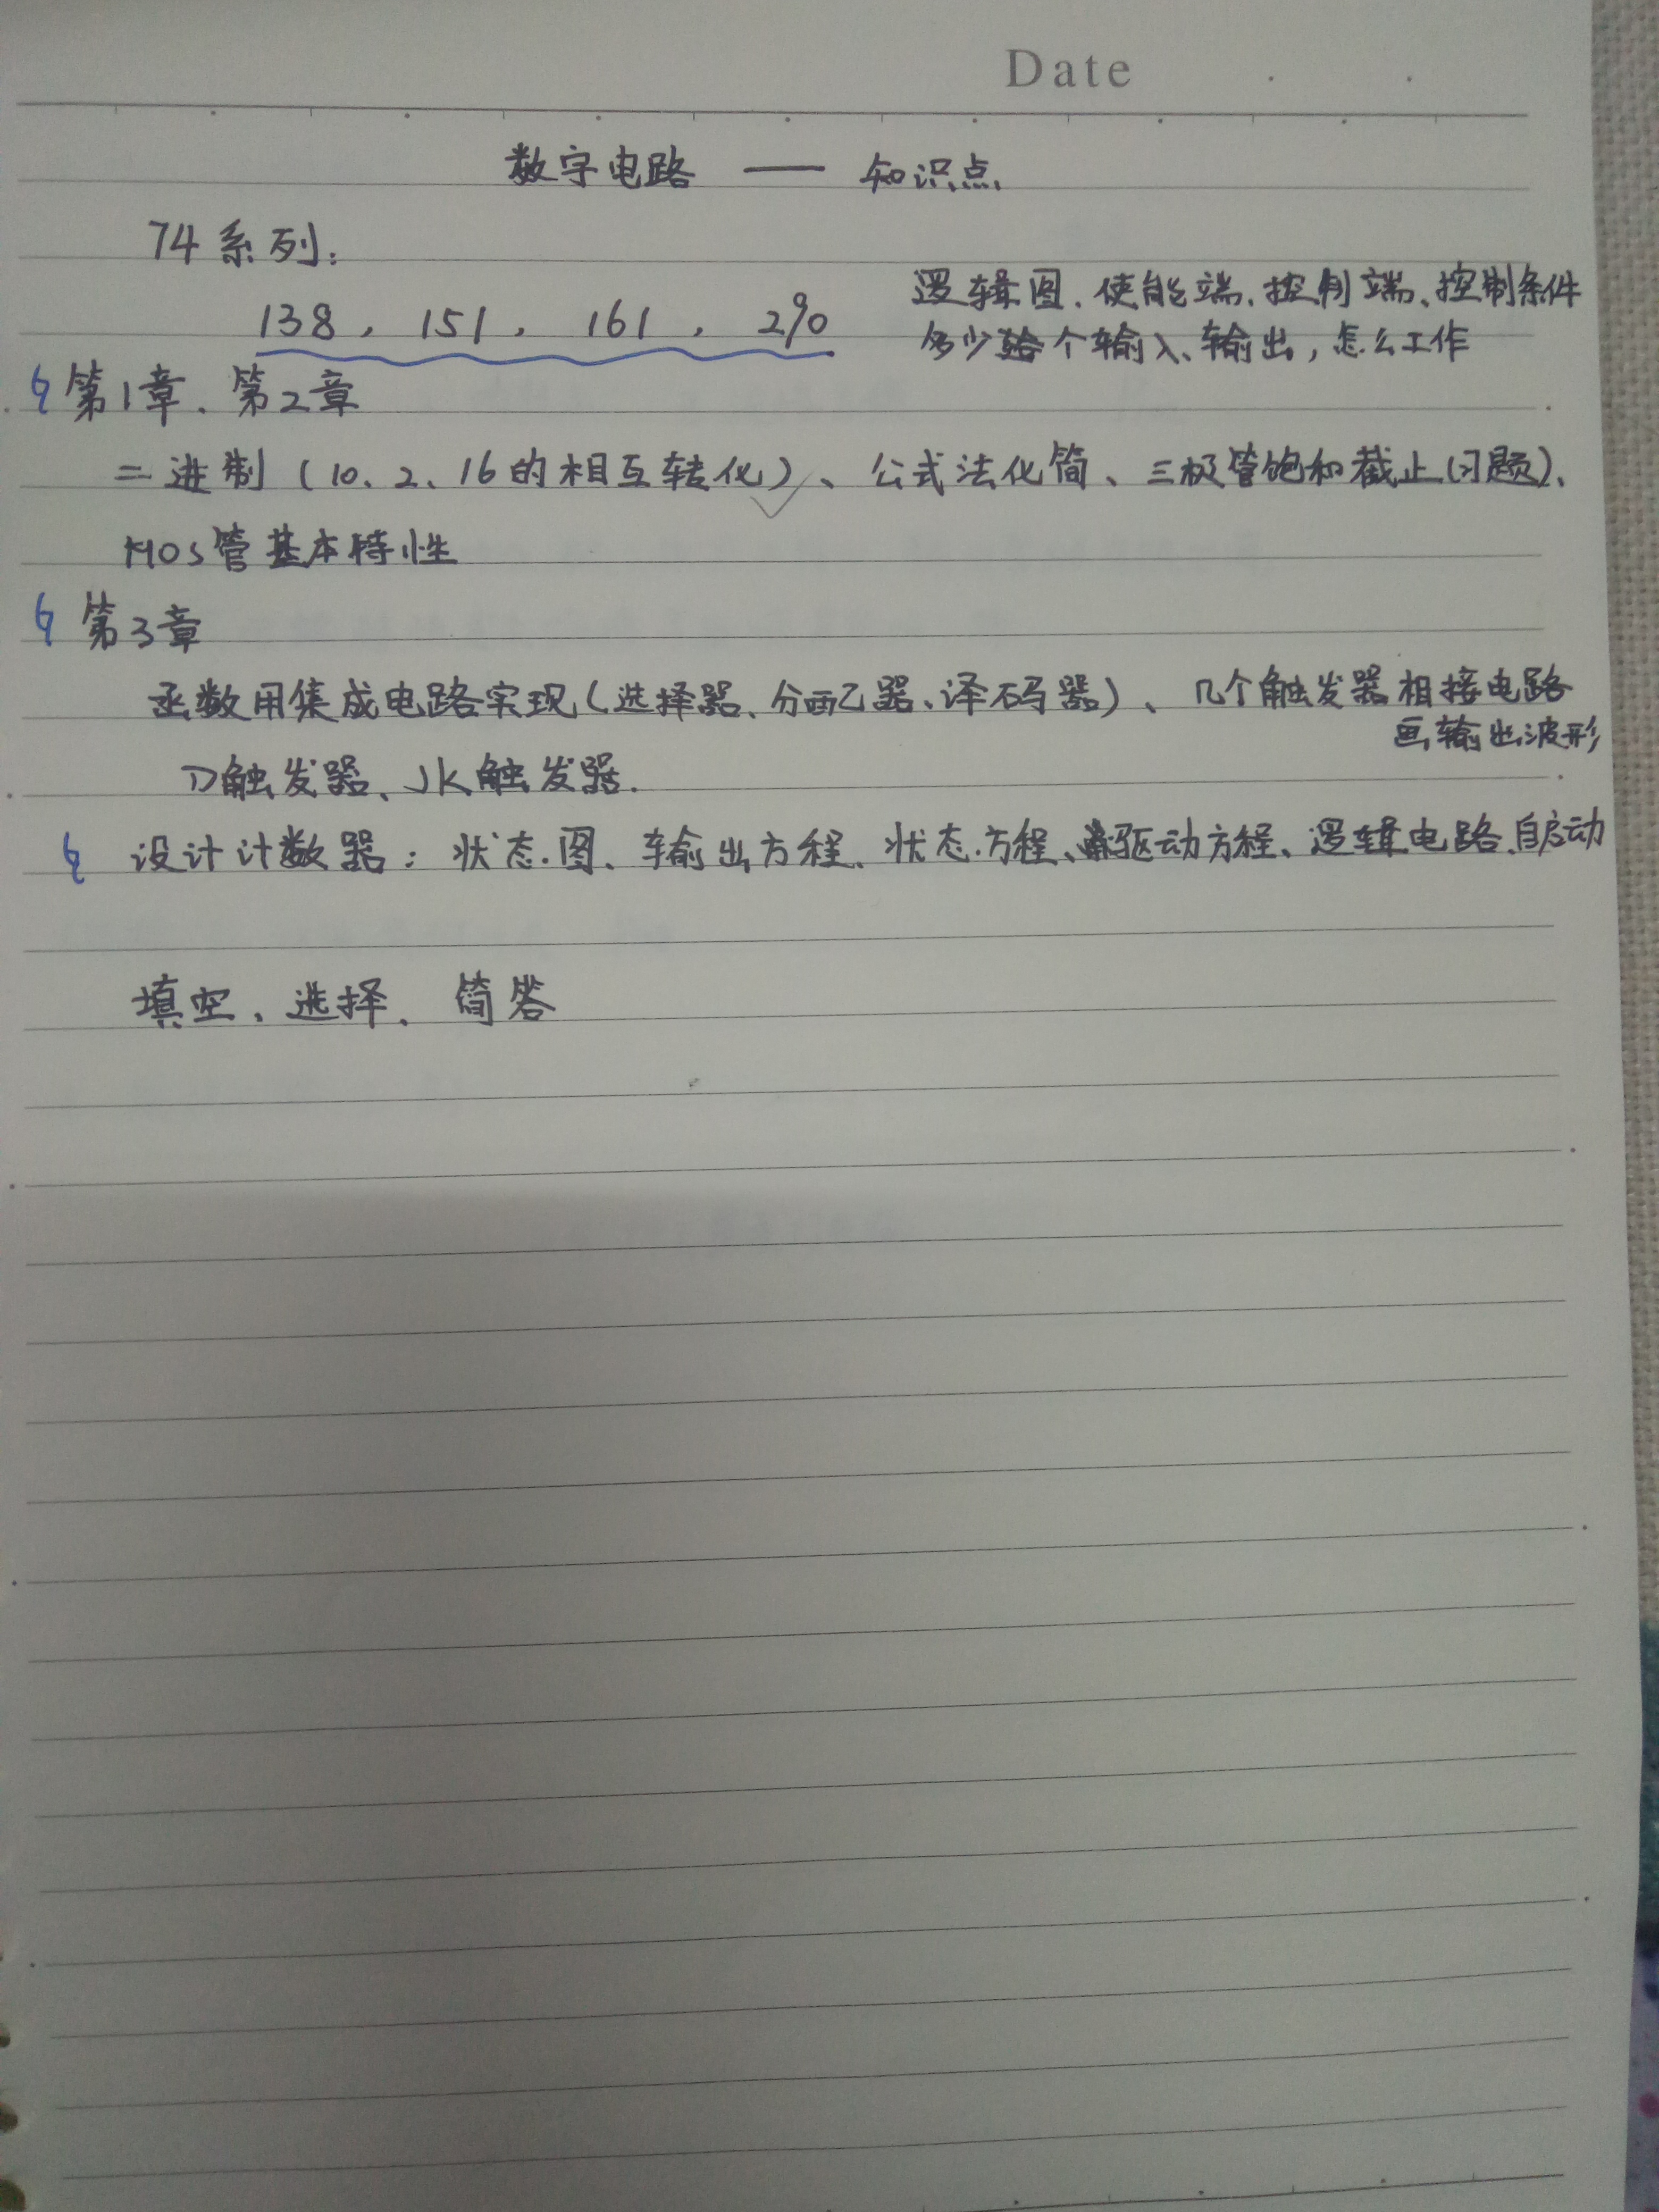 Date
数字电路 — 知识点
74系列:
138, 151, 161, 290
逻辑图、使能端、控制端、控制条件
多少个输入、输出,怎么工作
第1章、第2章
二进制(10、2、16的相互转化)、公式法化简、三极管饱和截止(习题)、
MOS管基本特性
第3章
函数用集成电路实现(选择器、分配器、译码器)、几个触发器相接电路
画输出波形
D触发器、JK触发器.
设计计数器:状态图、输出方程、状态方程、驱动方程、逻辑电路、自启动
填空、选择、简答